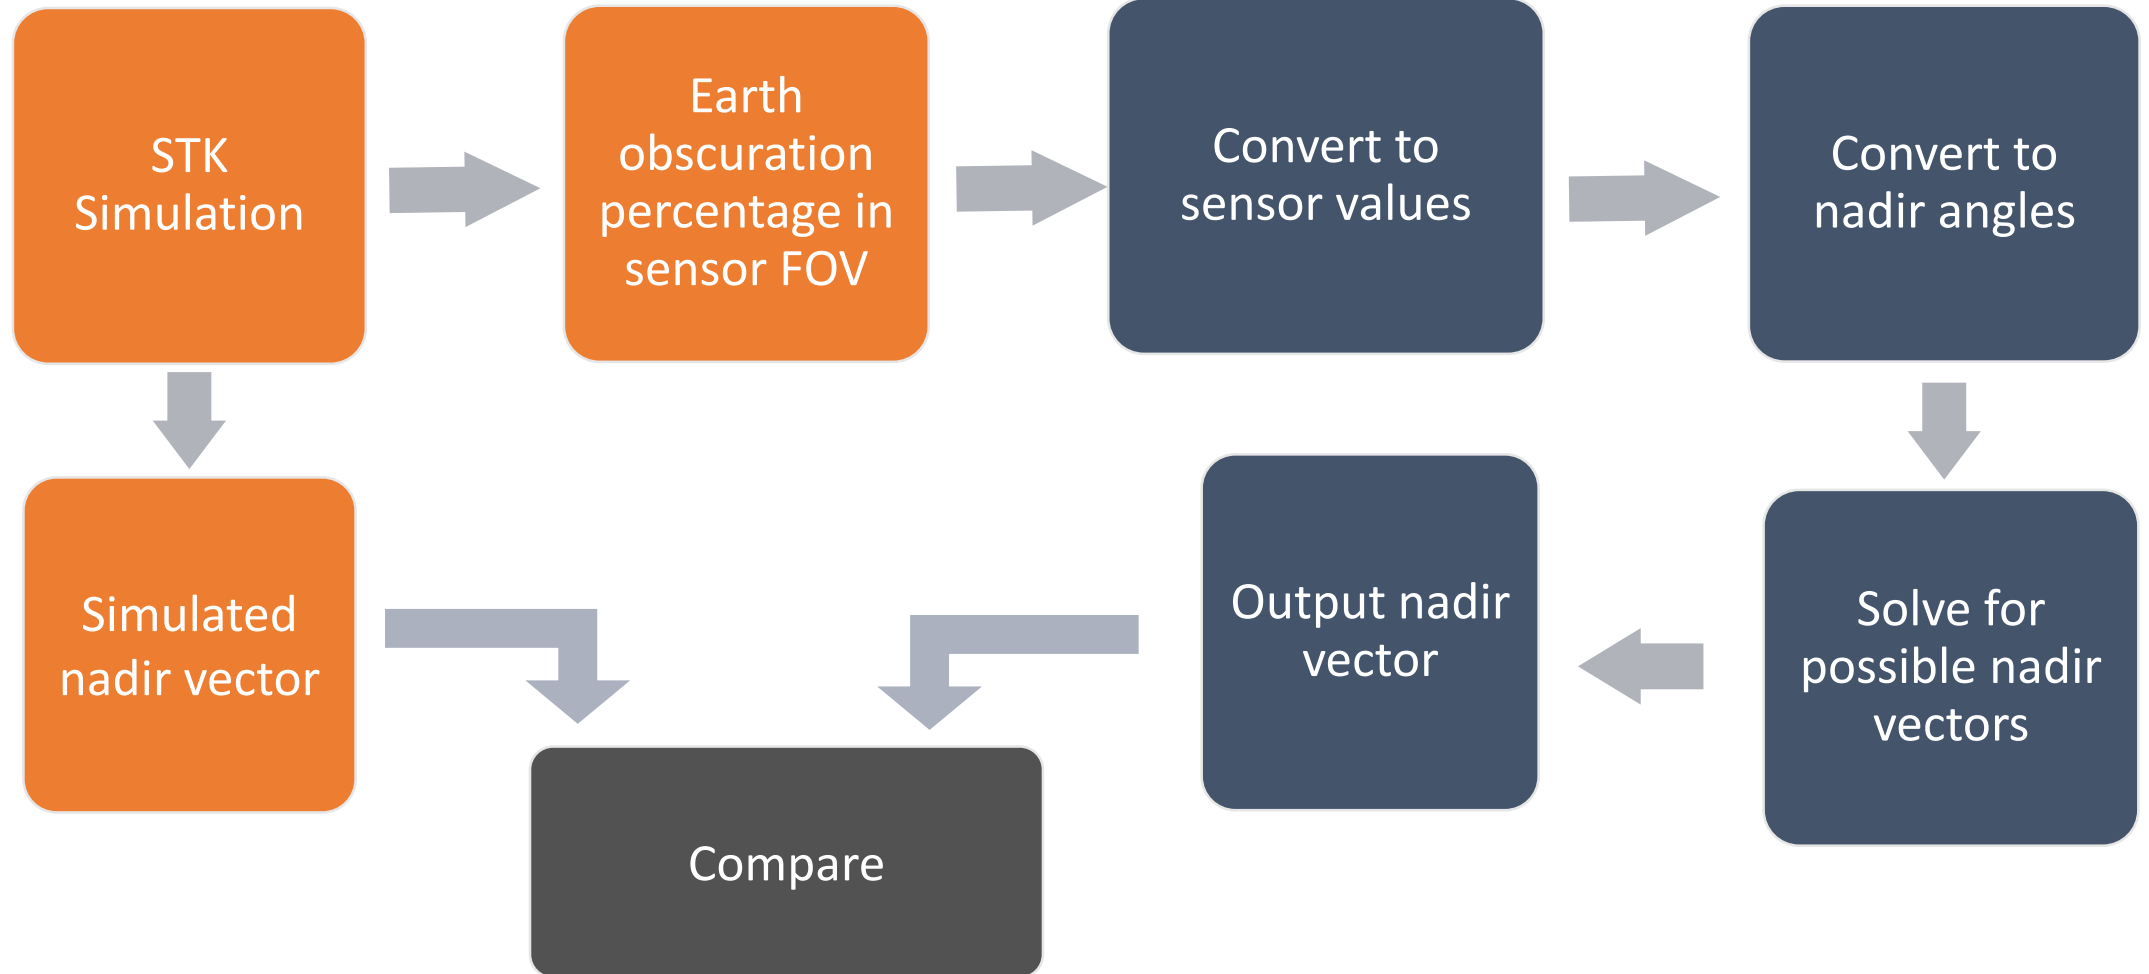 STK
Simulation
Earth
obscuration
percentage in
sensor FOV
Convert to
sensor values
Convert to
nadir angles
Simulated
nadir vector
Output nadir
vector
Solve for
possible nadir
vectors
Compare